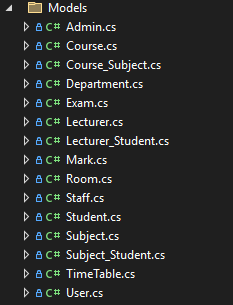 Models
C# Admin.cs
C# Course.cs
C# Course_Subject.cs
C# Department.cs
C# Exam.cs
C# Lecturer.cs
C# Lecturer_Student.cs
C# Mark.cs
C# Room.cs
C# Staff.cs
C# Student.cs
C# Subject.cs
C# Subject_Student.cs
C# TimeTable.cs
C# User.cs